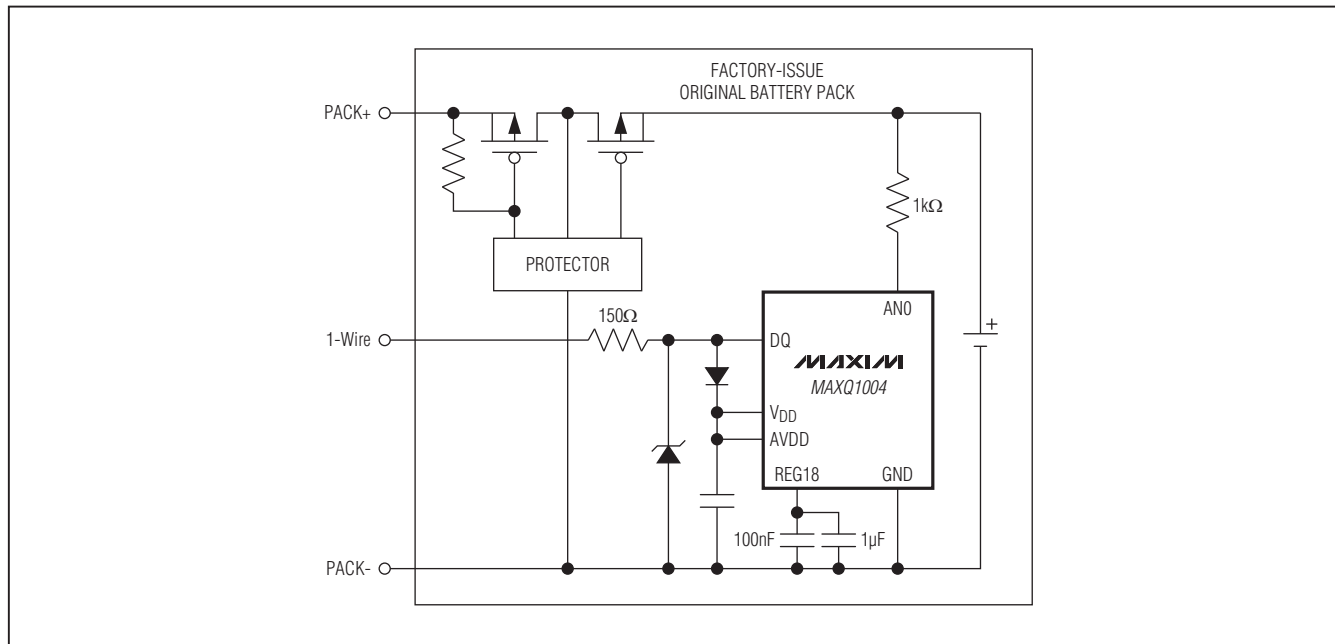 FACTORY-ISSUE
ORIGINAL BATTERY PACK
PACK+
1kΩ
PROTECTOR
AN0
150Ω
+
1-Wire
DQ
MAXIM
MAXQ1004
VDD
AVDD
REG18
GND
100nF
1µF
PACK-